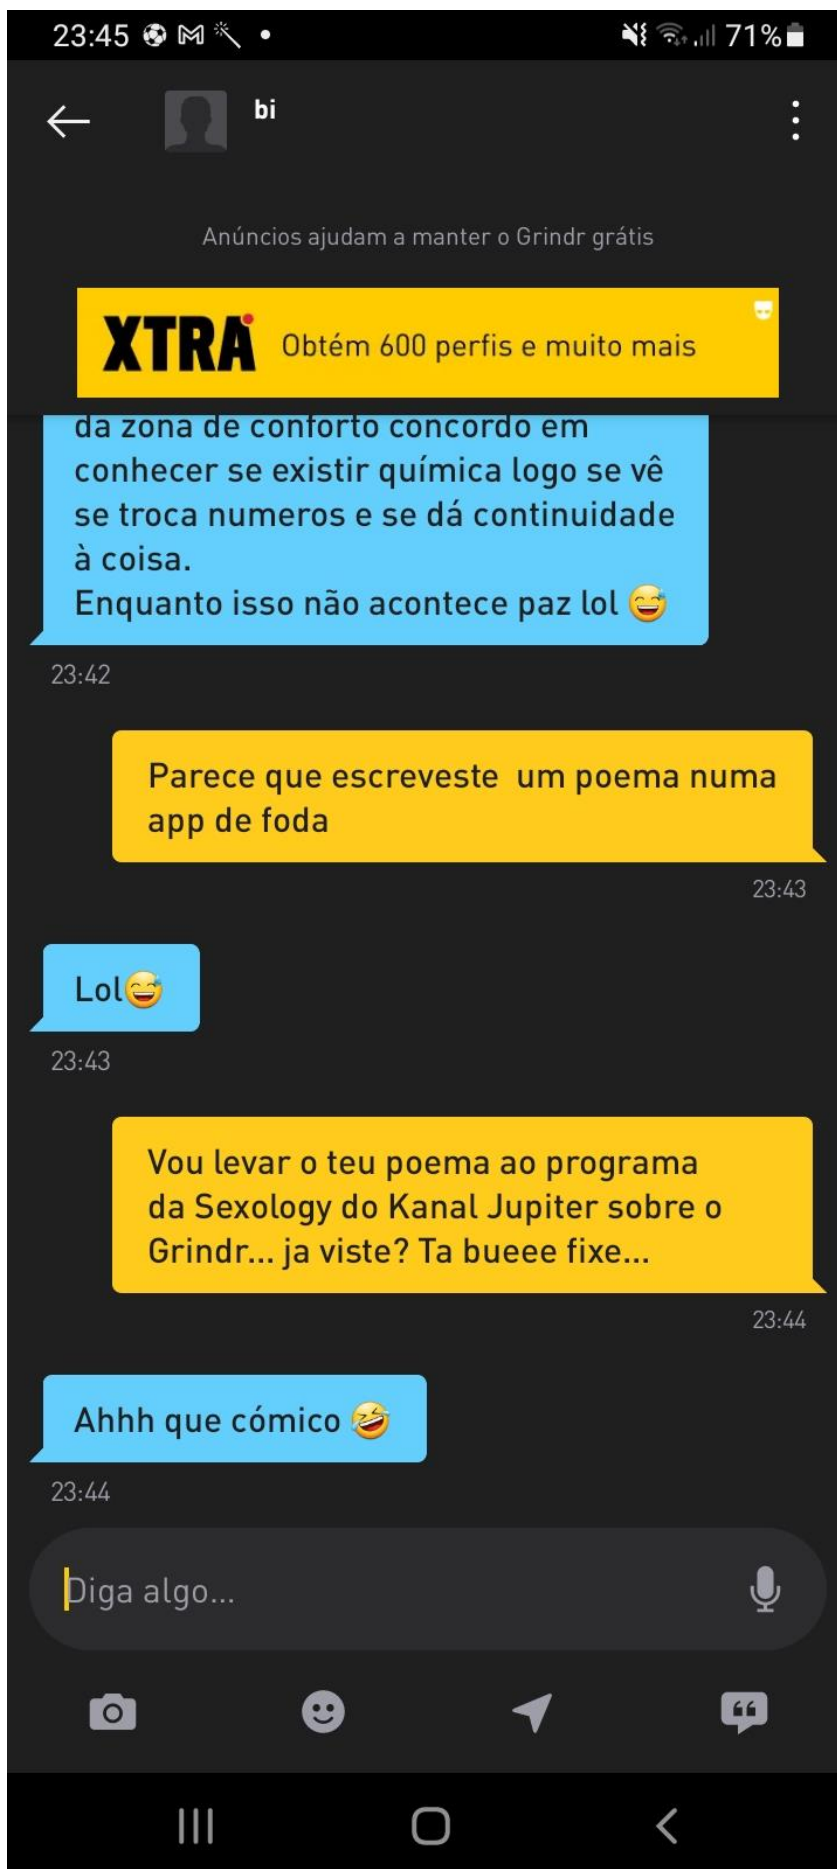 23:45
71%
bi
Anúncios ajudam a manter o Grindr grátis
XTRA Obtém 600 perfis e muito mais
da zona de conforto concordo em
conhecer se existir química logo se vê
se troca numeros e se dá continuidade
à coisa.
Enquanto isso não acontece paz lol 😅
23:42
Parece que escreveste  um poema numa
app de foda
23:43
Lol😅
23:43
Vou levar o teu poema ao programa
da Sexology do Kanal Jupiter sobre o
Grindr... ja viste? Ta bueee fixe...
23:44
Ahhh que cómico 🤣
23:44
Diga algo...